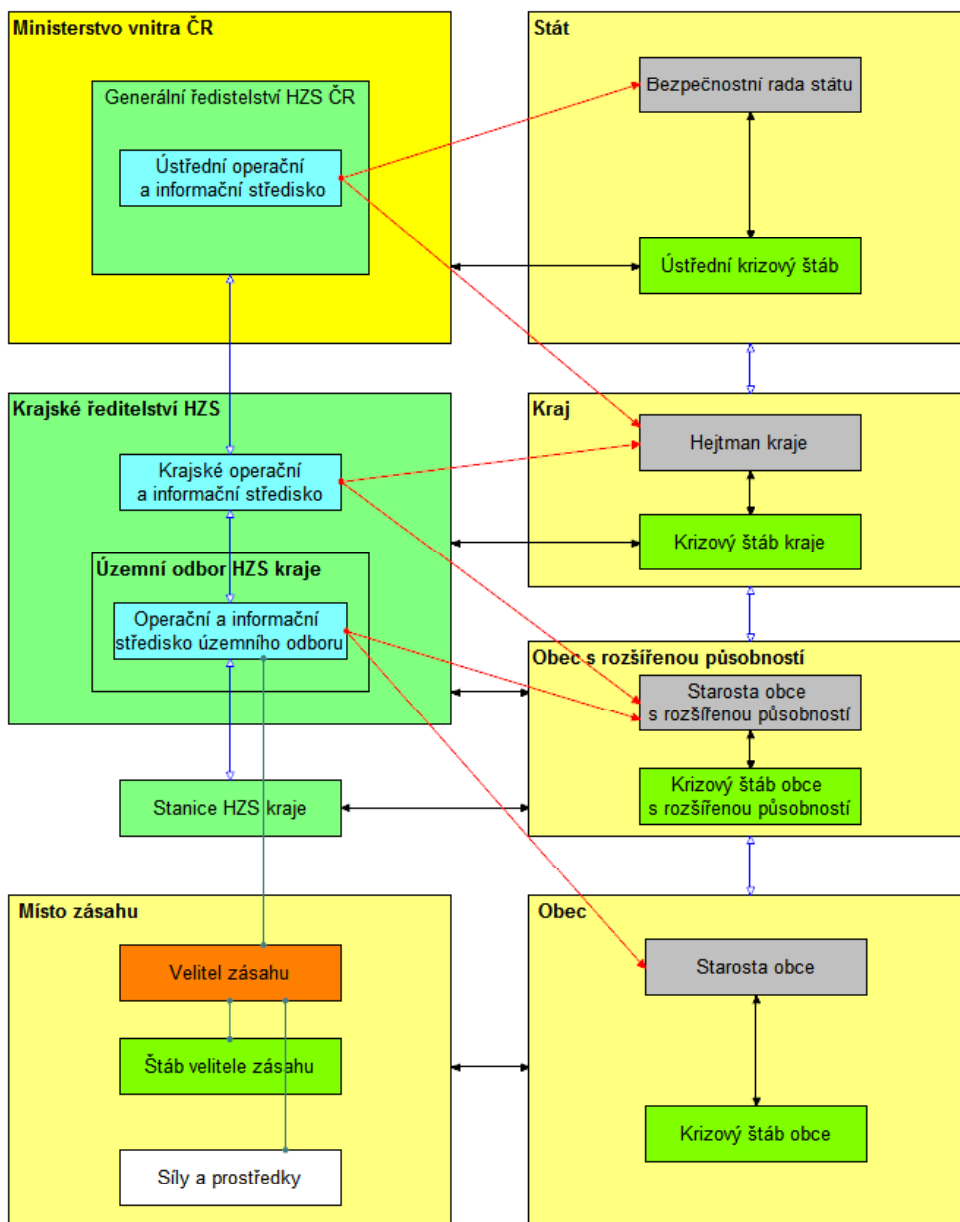 Ministerstvo vnitra ČR
Generální ředistelství HZS ČR
Ústřední operační
a informační středisko
Stát
Bezpečnostní rada státu
Ústřední krizový štáb
Krajské ředitelství HZS
Krajské operační
a informační středisko
Územní odbor HZS kraje
Operační a informační
středisko územního odboru
Kraj
Hejtman kraje
Krizový štáb kraje
Obec s rozšířenou působností
Starosta obce
s rozšířenou působností
Krizový štáb obce
s rozšířenou působností
Stanice HZS kraje
Místo zásahu
Velitel zásahu
Štáb velitele zásahu
Síly a prostředky
Obec
Starosta obce
Krizový štáb obce